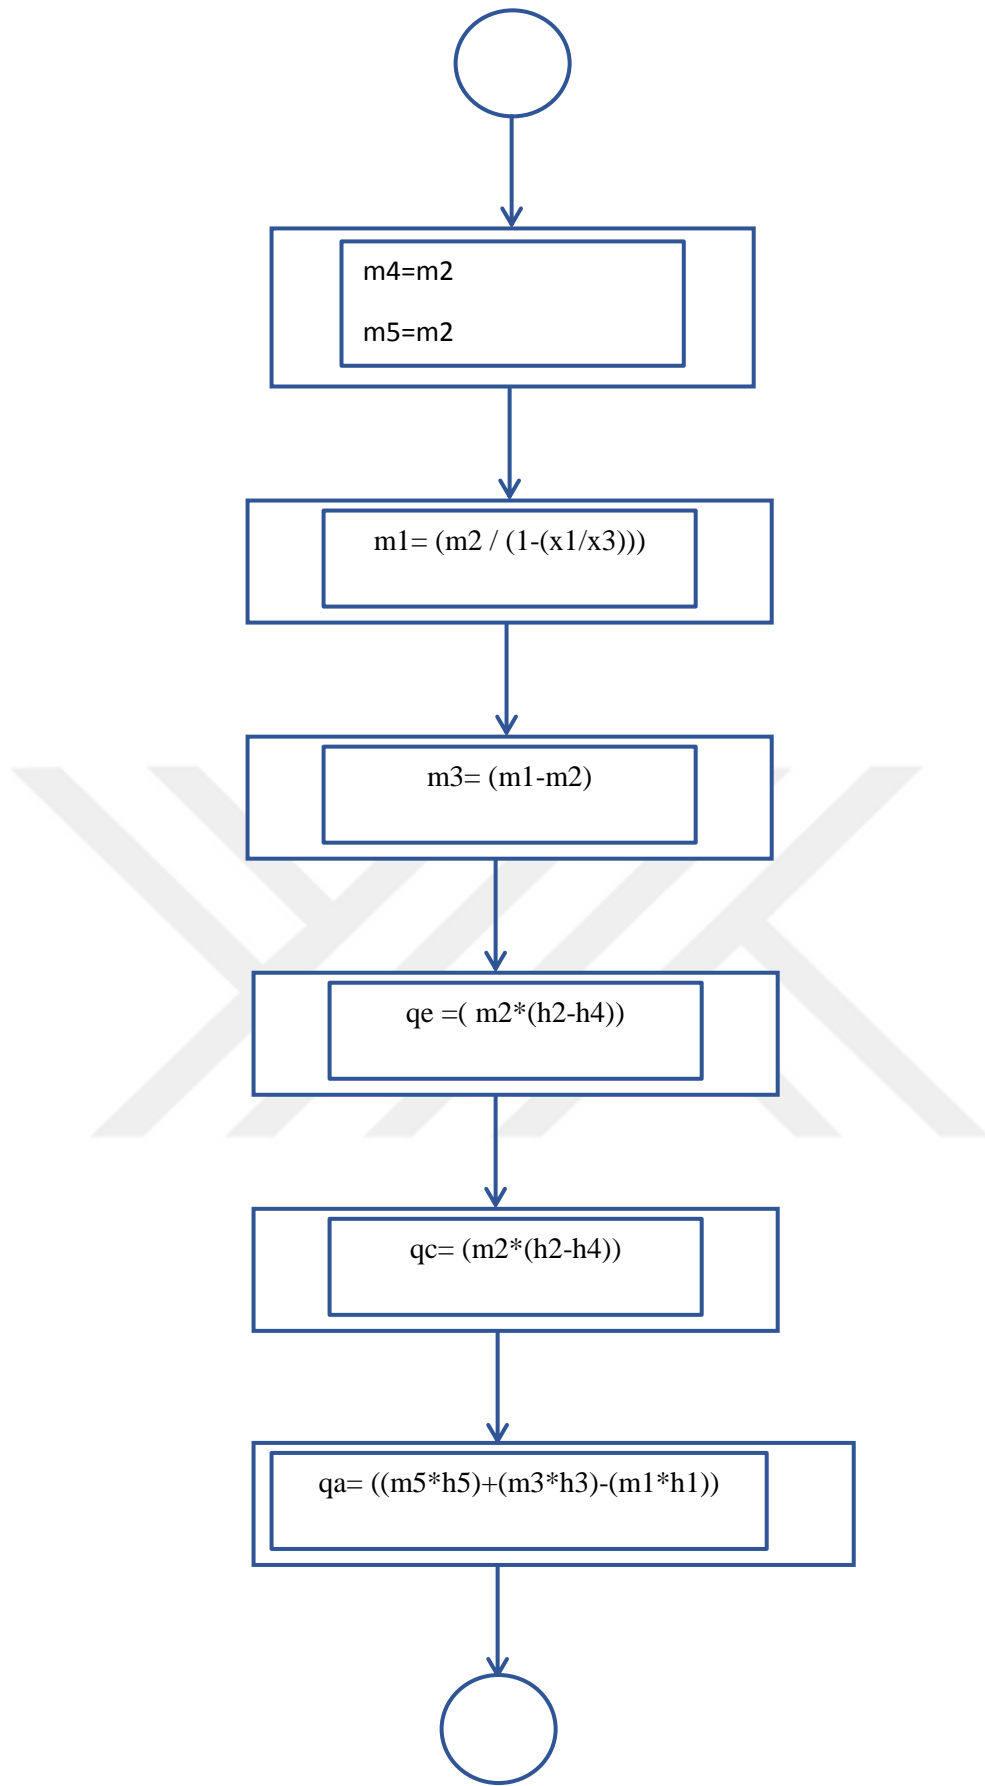 m4=m2
m5=m2
m1= (m2 / (1-(x1/x3)))
m3= (m1-m2)
qe =( m2*(h2-h4))
qc= (m2*(h2-h4))
qa= ((m5*h5)+(m3*h3)-(m1*h1))